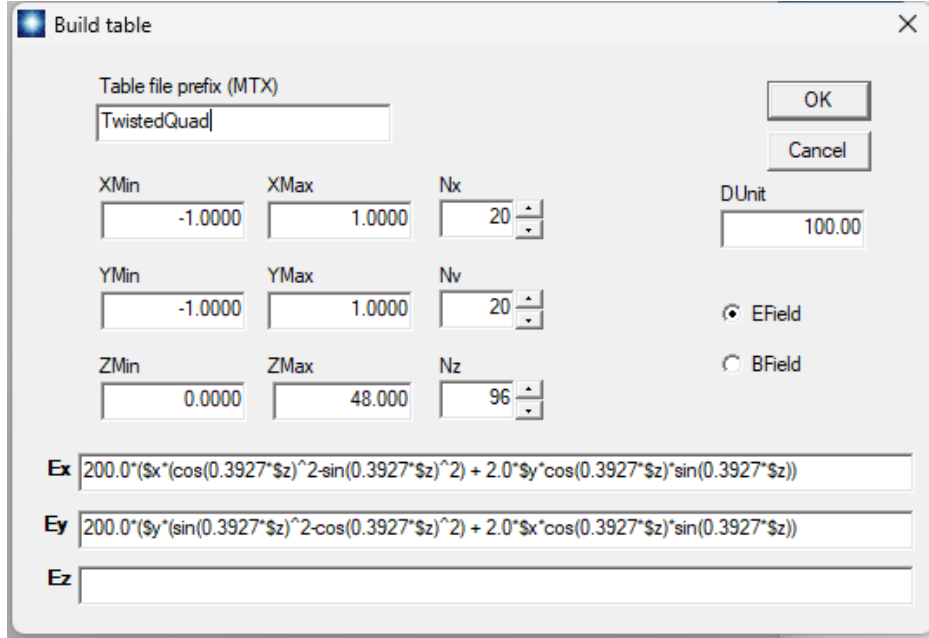 Build table
Table file prefix (MTX)
TwistedQuad
OK
Cancel
XMin XMax Nx DUnit
-1.0000 1.0000 20 100.00
YMin YMax Nv
-1.0000 1.0000 20 EField
ZMin ZMax Nz BField
0.0000 48.000 96
Ex 200.0*($x*(cos(0.3927*$z)^2-sin(0.3927*$z)^2) + 2.0*$y*cos(0.3927*$z)*sin(0.3927*$z))
Ey 200.0*($y*(sin(0.3927*$z)^2-cos(0.3927*$z)^2) + 2.0*$x*cos(0.3927*$z)*sin(0.3927*$z))
Ez